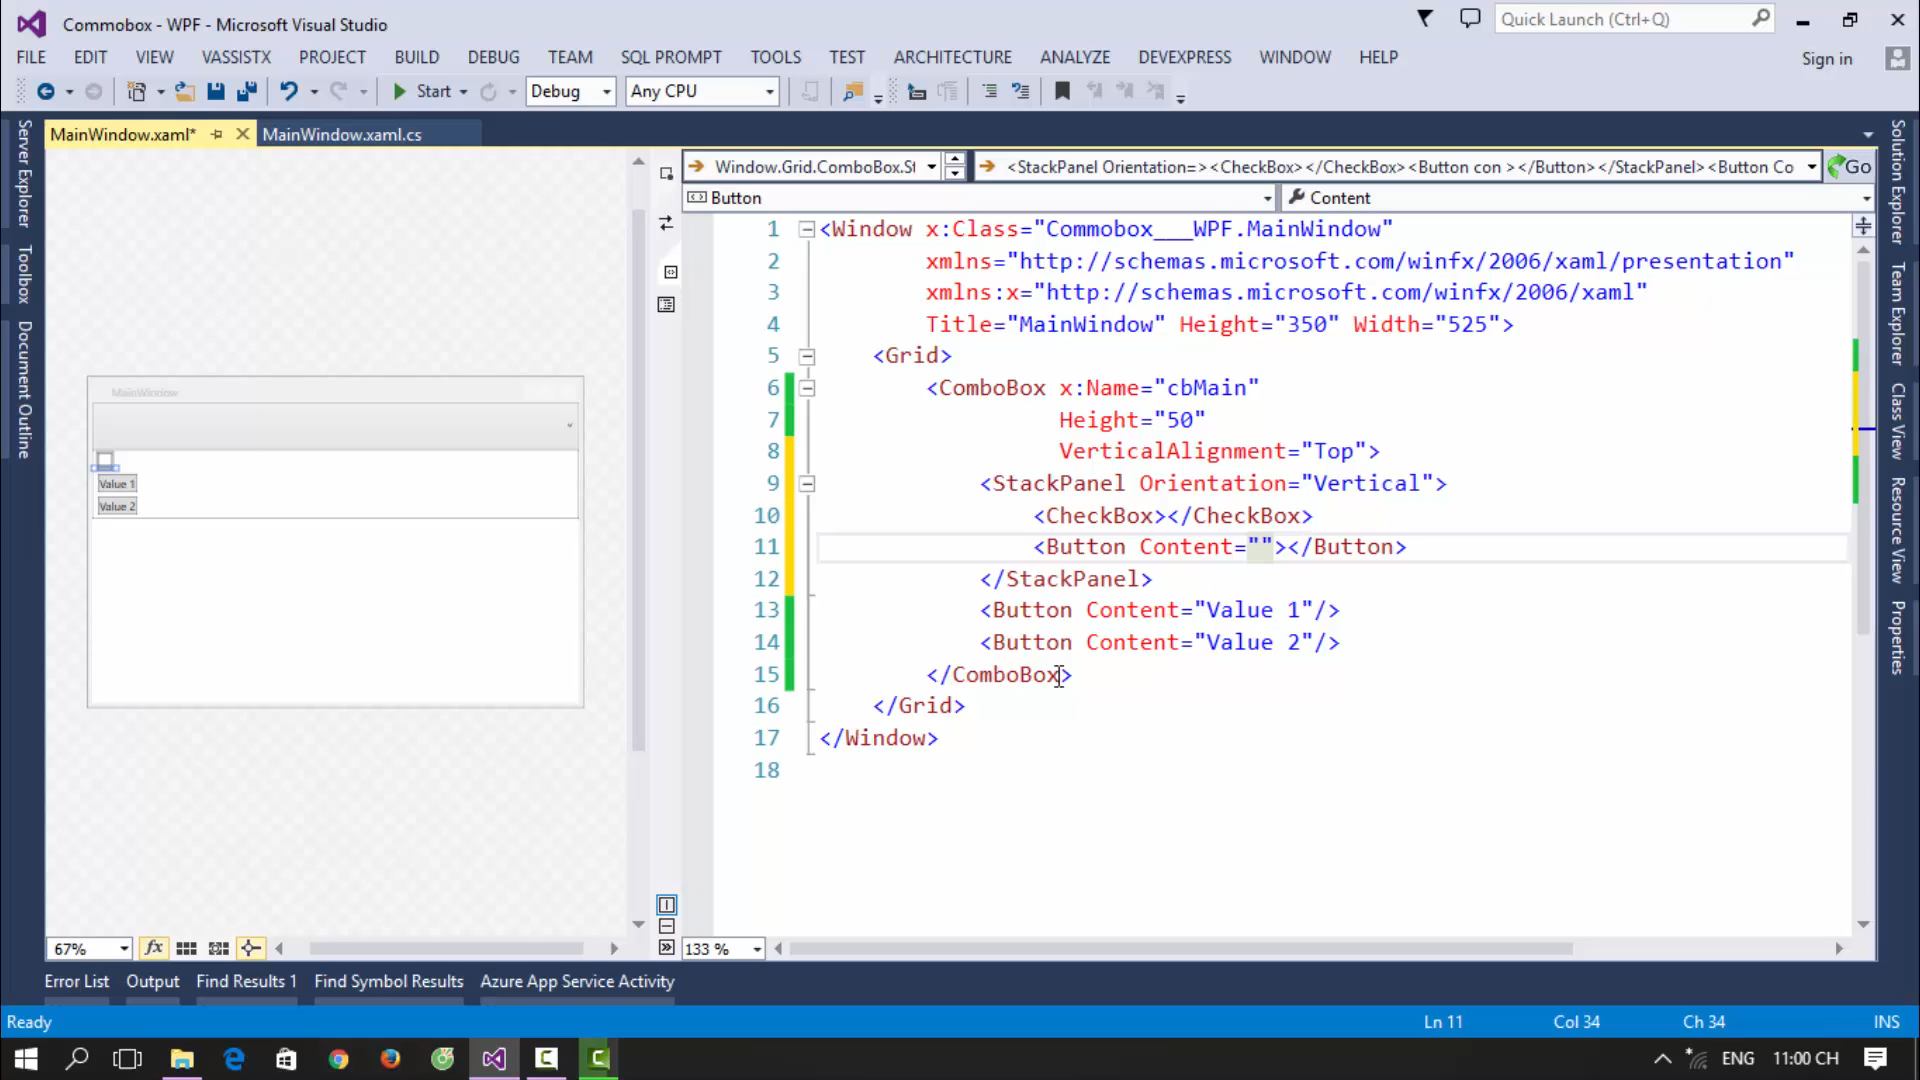 Commobox - WPF - Microsoft Visual Studio
Quick Launch (Ctrl+Q)
FILE EDIT VIEW VASSISTX PROJECT BUILD DEBUG TEAM SQL PROMPT TOOLS TEST ARCHITECTURE ANALYZE DEVEXPRESS WINDOW HELP
Sign in
Start Debug Any CPU
MainWindow.xaml* MainWindow.xaml.cs
Server Explorer
Toolbox
Document Outline
MainWindow
Value 1
Value 2
Window.Grid.ComboBox.St
<StackPanel Orientation=><CheckBox></CheckBox><Button con ></Button></StackPanel><Button Co
Go
Button
Content
1 <Window x:Class="Commobox___WPF.MainWindow"
2 xmlns="http://schemas.microsoft.com/winfx/2006/xaml/presentation"
3 xmlns:x="http://schemas.microsoft.com/winfx/2006/xaml"
4 Title="MainWindow" Height="350" Width="525">
5 <Grid>
6 <ComboBox x:Name="cbMain"
7 Height="50"
8 VerticalAlignment="Top">
9 <StackPanel Orientation="Vertical">
10 <CheckBox></CheckBox>
11 <Button Content=""></Button>
12 </StackPanel>
13 <Button Content="Value 1"/>
14 <Button Content="Value 2"/>
15 </ComboBox>
16 </Grid>
17 </Window>
18
Solution Explorer
Team Explorer
Class View
Resource View
Properties
67%
fx
133 %
Error List Output Find Results 1 Find Symbol Results Azure App Service Activity
Ready
Ln 11 Col 34 Ch 34 INS
ENG 11:00 CH